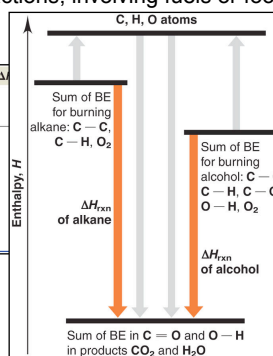 ctions, involving fuels or foo
C, H, O atoms
Sum of BE
for burning
alkane: C — C,
C — H, O2
Sum of BE
for burning
alcohol: C —
C — H, C —
O — H, O2
Enthalpy, H
ΔHrxn
of alkane
ΔHrxn
of alcohol
Sum of BE in C = O and O — H
in products CO2 and H2O